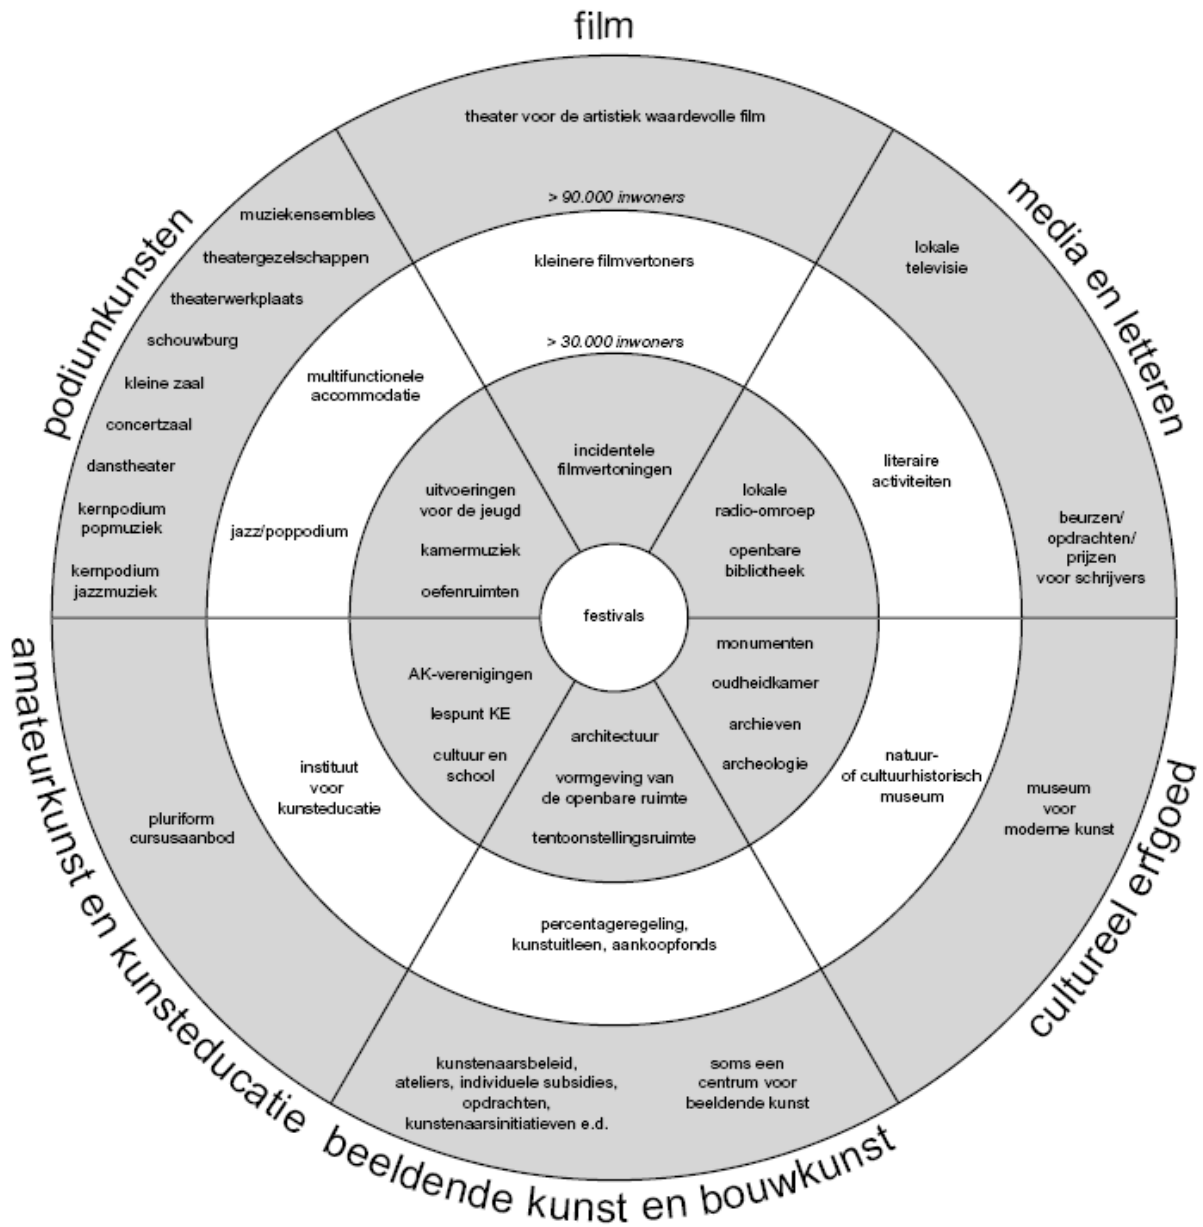 film
theater voor de artistiek waardevolle film
> 90.000 inwoners
kleinere filmvertoners
> 30.000 inwoners
incidentele
filmvertoningen
media en letteren
lokale
televisie
beurzen/
opdrachten/
prijzen
voor schrijvers
literaire
activiteiten
lokale
radio-omroep
openbare
bibliotheek
cultureel erfgoed
monumenten
oudheidkamer
archieven
archeologie
natuur-
of cultuurhistorisch
museum
museum
voor
moderne kunst
beeldende kunst en bouwkunst
architectuur
vormgeving van
de openbare ruimte
tentoonstellingsruimte
percentageregeling,
kunstuitleen, aankoopfonds
kunstenaarsbeleid,
ateliers, individuele subsidies,
opdrachten,
kunstenaarsinitiatieven e.d.
soms een
centrum voor
beeldende kunst
amateurkunst en kunsteducatie
AK-verenigingen
lespunt KE
cultuur en
school
instituut
voor
kunsteducatie
pluriform
cursusaanbod
podiumkunsten
muziekensembles
theatergezelschappen
theaterwerkplaats
schouwburg
kleine zaal
concertzaal
danstheater
kernpodium
popmuziek
kernpodium
jazzmuziek
multifunctionele
accommodatie
jazz/poppodium
uitvoeringen
voor de jeugd
kamermuziek
oefenruimten
festivals